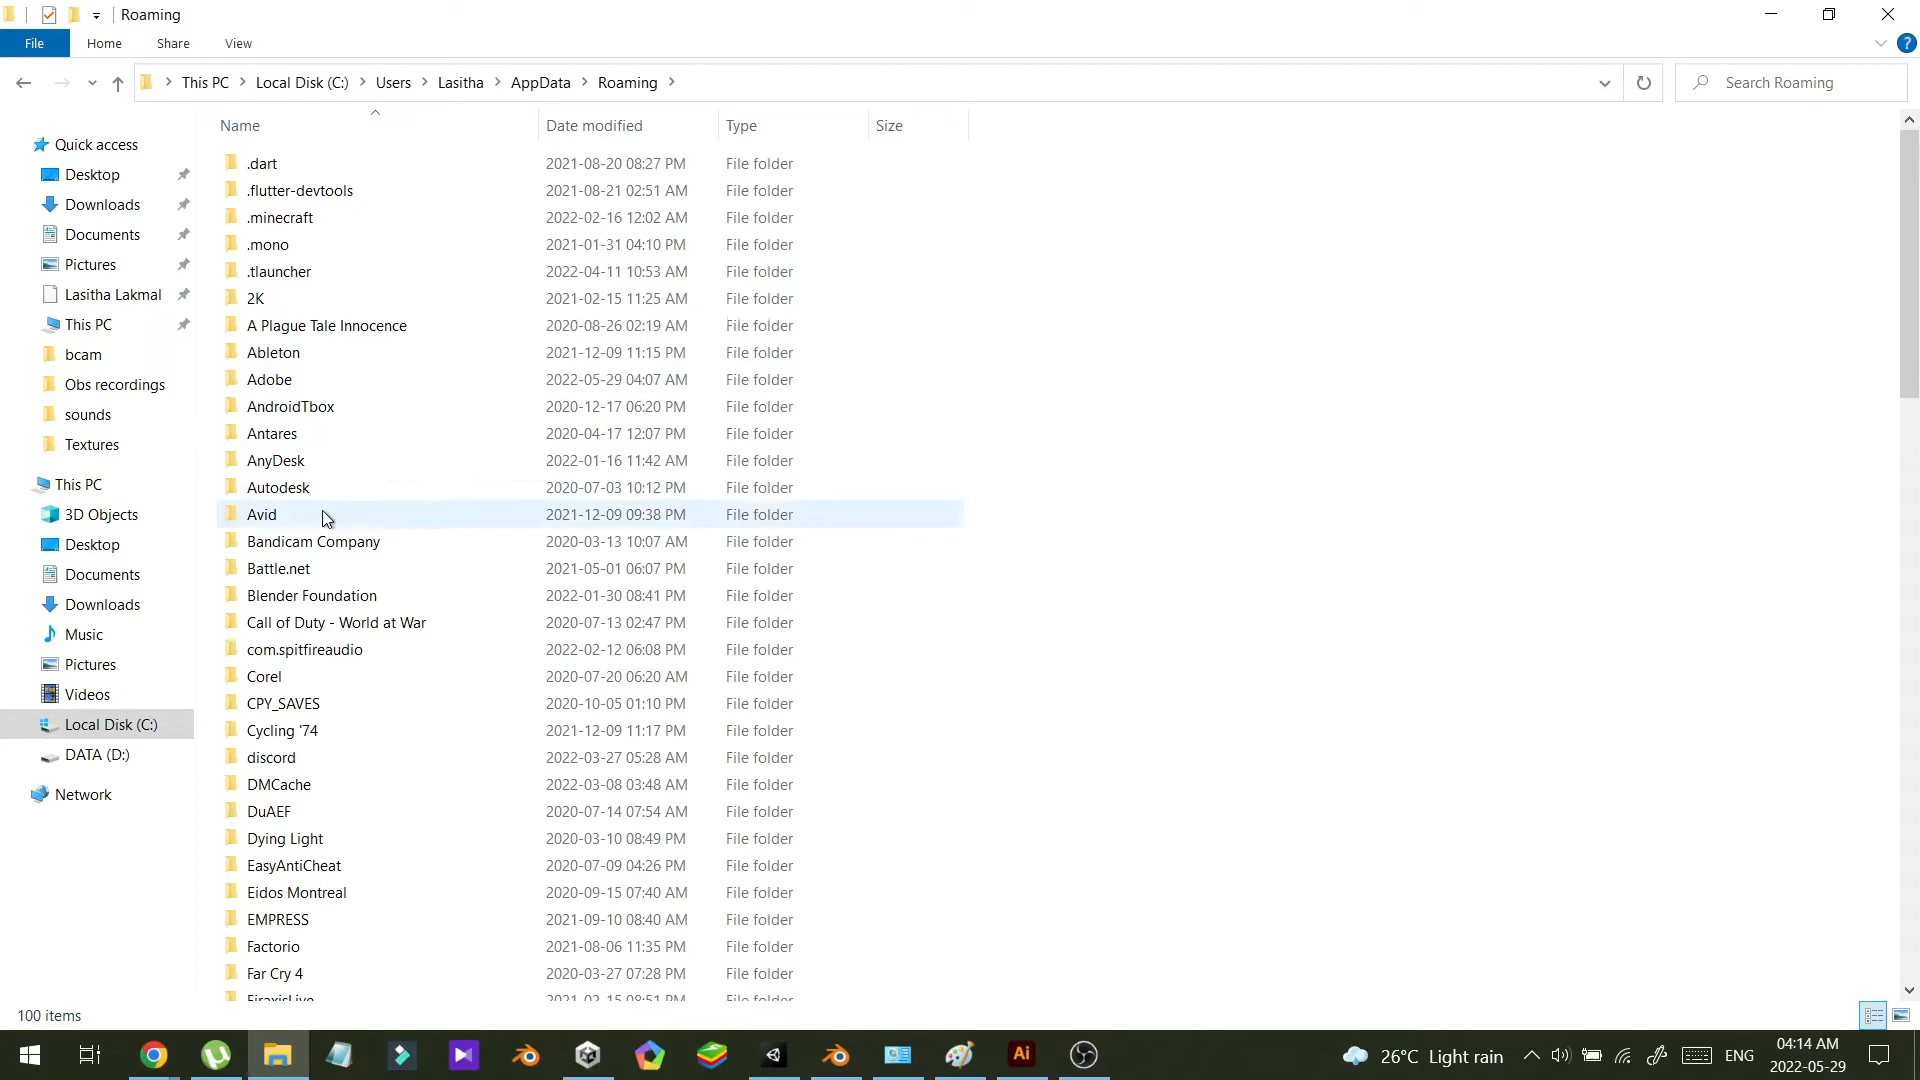 Roaming
File Home Share View
This PC Local Disk (C:) Users Lasitha AppData Roaming
Search Roaming
Name Date modified Type Size
Quick access
Desktop
Downloads
Documents
Pictures
Lasitha Lakmal
This PC
bcam
Obs recordings
sounds
Textures
This PC
3D Objects
Desktop
Documents
Downloads
Music
Pictures
Videos
Local Disk (C:)
DATA (D:)
Network
.dart 2021-08-20 08:27 PM File folder
.flutter-devtools 2021-08-21 02:51 AM File folder
.minecraft 2022-02-16 12:02 AM File folder
.mono 2021-01-31 04:10 PM File folder
.tlauncher 2022-04-11 10:53 AM File folder
2K 2021-02-15 11:25 AM File folder
A Plague Tale Innocence 2020-08-26 02:19 AM File folder
Ableton 2021-12-09 11:15 PM File folder
Adobe 2022-05-29 04:07 AM File folder
AndroidTbox 2020-12-17 06:20 PM File folder
Antares 2020-04-17 12:07 PM File folder
AnyDesk 2022-01-16 11:42 AM File folder
Autodesk 2020-07-03 10:12 PM File folder
Avid 2021-12-09 09:38 PM File folder
Bandicam Company 2020-03-13 10:07 AM File folder
Battle.net 2021-05-01 06:07 PM File folder
Blender Foundation 2022-01-30 08:41 PM File folder
Call of Duty - World at War 2020-07-13 02:47 PM File folder
com.spitfireaudio 2022-02-12 06:08 PM File folder
Corel 2020-07-20 06:20 AM File folder
CPY_SAVES 2020-10-05 01:10 PM File folder
Cycling '74 2021-12-09 11:17 PM File folder
discord 2022-03-27 05:28 AM File folder
DMCache 2022-03-08 03:48 AM File folder
DuAEF 2020-07-14 07:54 AM File folder
Dying Light 2020-03-10 08:49 PM File folder
EasyAntiCheat 2020-07-09 04:26 PM File folder
Eidos Montreal 2020-09-15 07:40 AM File folder
EMPRESS 2021-09-10 08:40 AM File folder
Factorio 2021-08-06 11:35 PM File folder
Far Cry 4 2020-03-27 07:28 PM File folder
FiraxisLive 2021-02-15 08:51 PM File folder
100 items
Ai
26°C Light rain
ENG
04:14 AM
2022-05-29